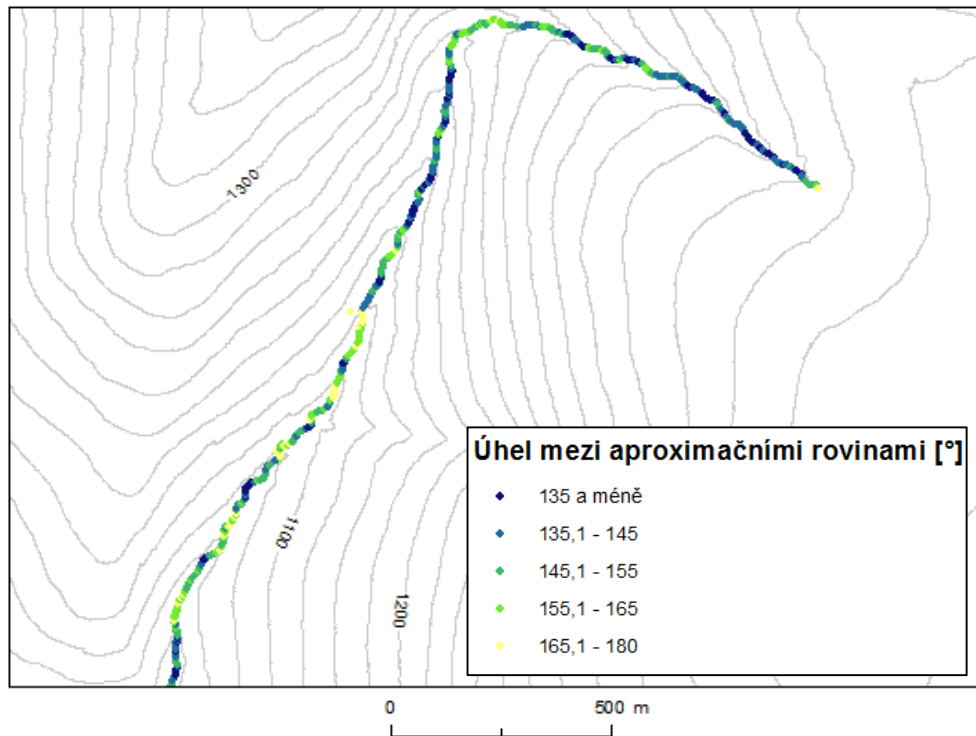 1300
1100
1200
Úhel mezi aproximačními rovinami [°]
135 a méně
135,1 - 145
145,1 - 155
155,1 - 165
165,1 - 180
0 500 m